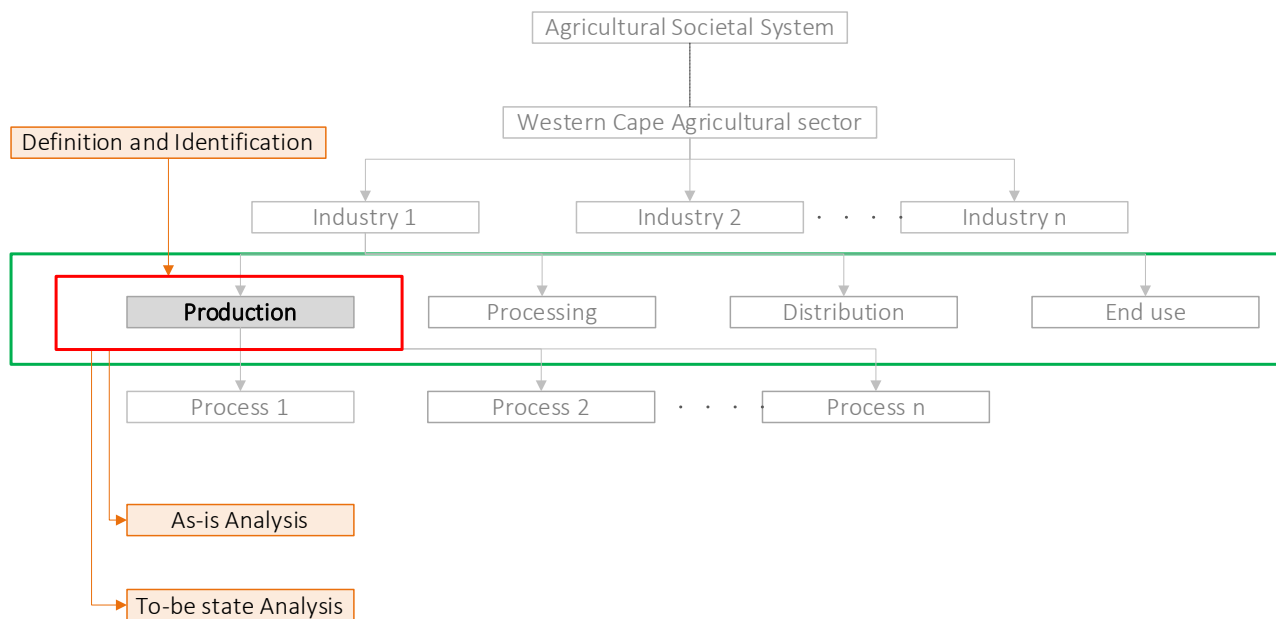 Agricultural Societal System
Western Cape Agricultural sector
Definition and Identification
Industry 1
Industry 2
. . . .
Industry n
Production
Processing
Distribution
End use
Process 1
Process 2
. . . .
Process n
As-is Analysis
To-be state Analysis